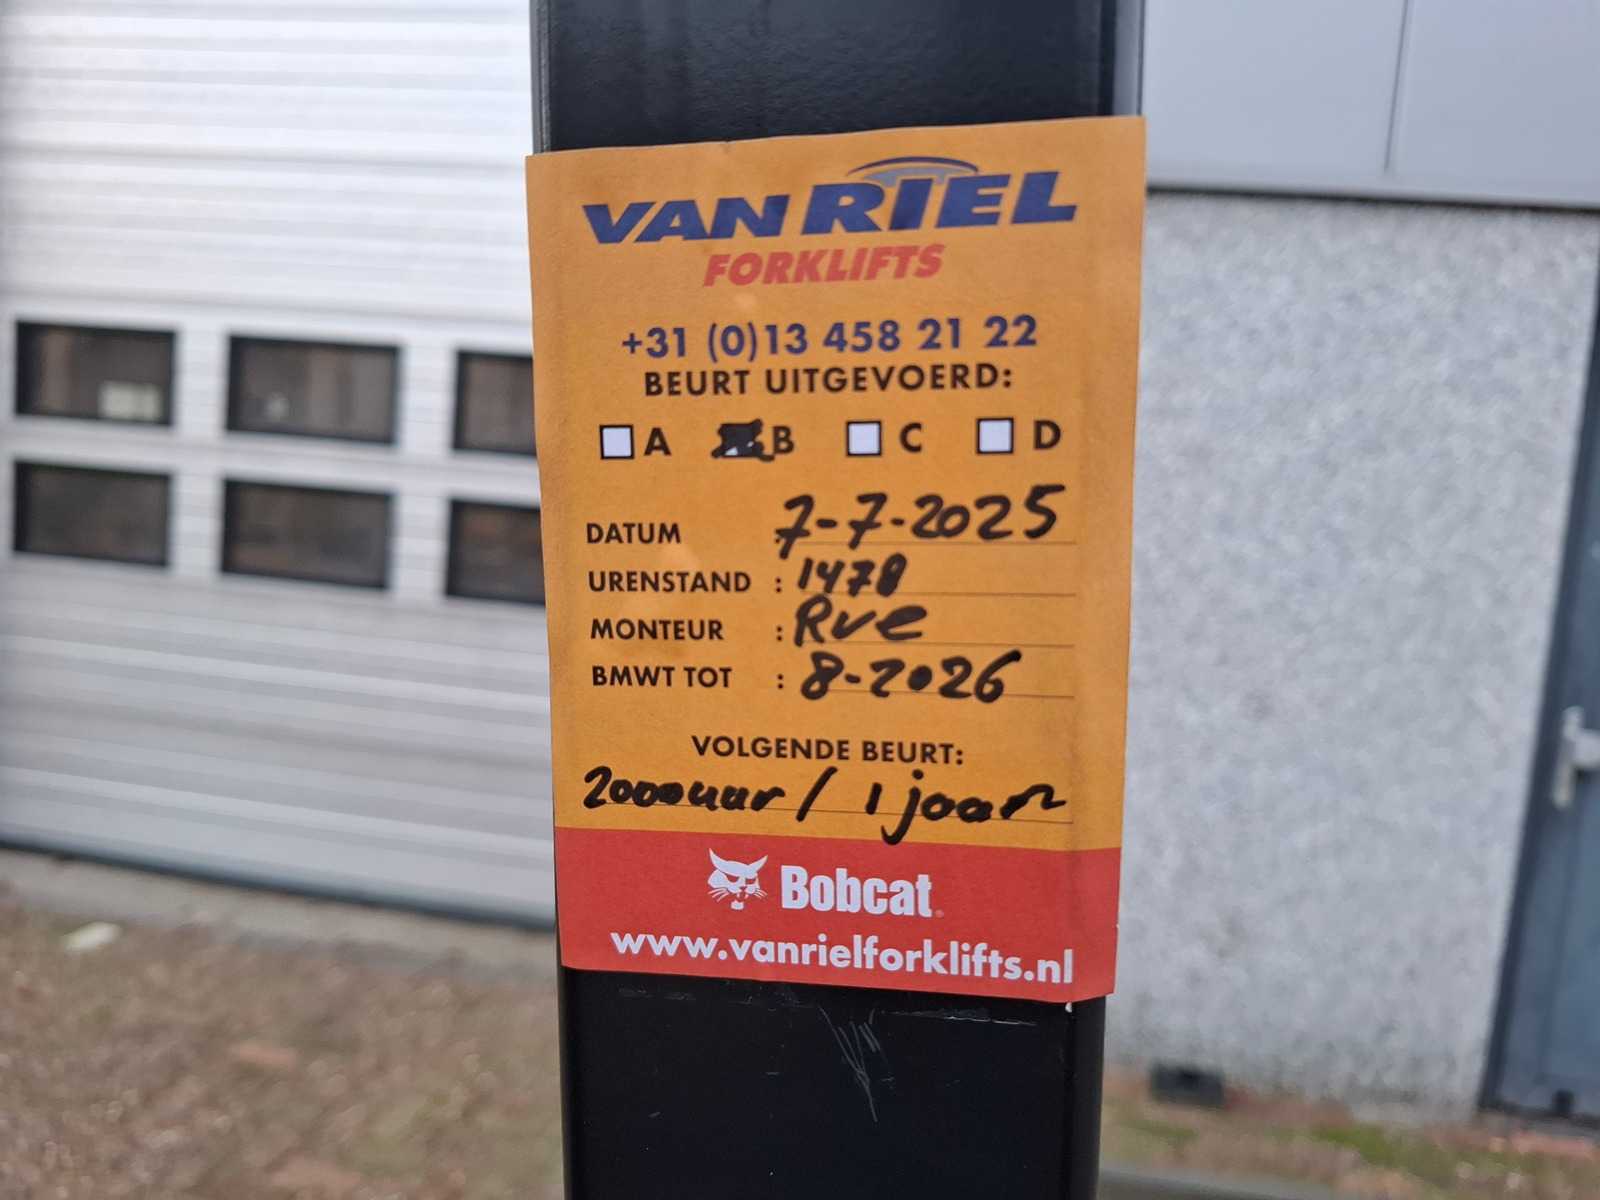 VAN RIEL
FORKLIFTS
+31 (0)13 458 21 22
BEURT UITGEVOERD:
A B C D
DATUM : 7-7-2025
URENSTAND : 1478
MONTEUR : Rve
BMWT TOT : 8-2026
VOLGENDE BEURT:
2000uur / 1 jaar
Bobcat
www.vanrielforklifts.nl